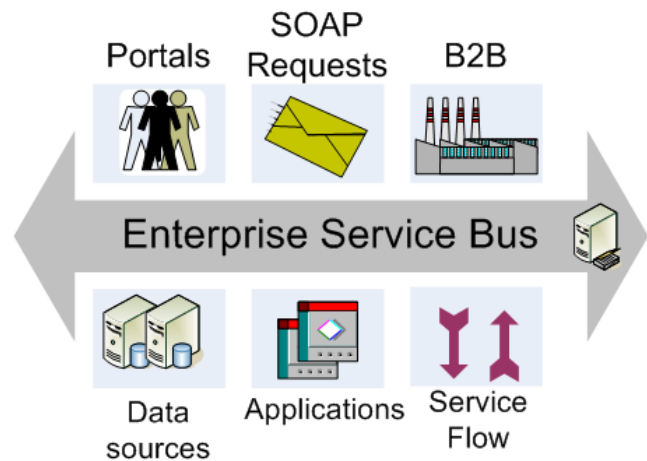 Portals
SOAP
Requests
B2B
Enterprise Service Bus
Data
sources
Applications
Service
Flow